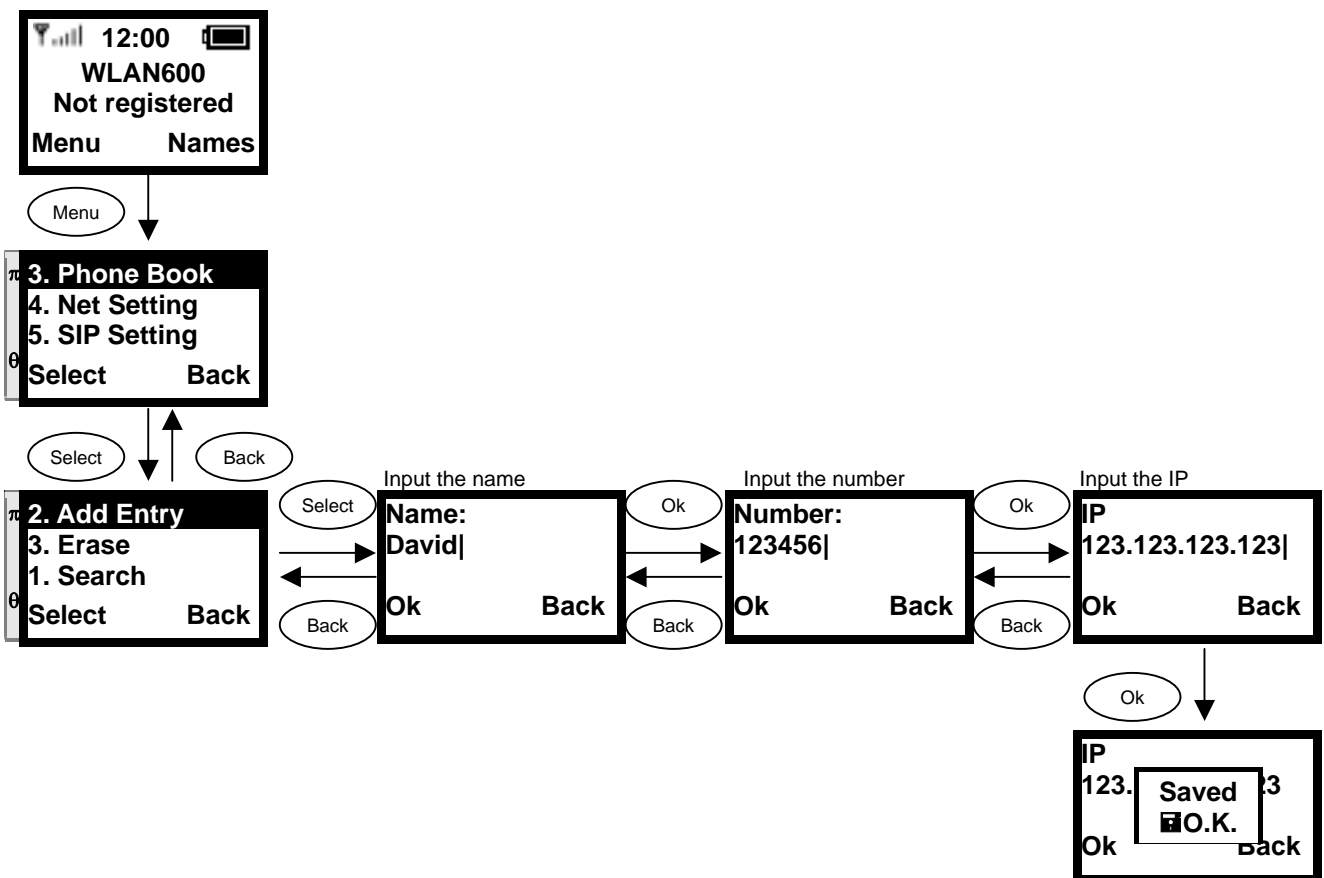 12:00
WLAN600
Not registered
Menu Names
Menu
π 3. Phone Book
4. Net Setting
5. SIP Setting
θ Select Back
Select Back
π 2. Add Entry
3. Erase
1. Search
θ Select Back
Select
Back
Input the name
Name:
David|
Ok Back
Ok
Back
Input the number
Number:
123456|
Ok Back
Ok
Back
Input the IP
IP
123.123.123.123|
Ok Back
Ok
IP
123. 23
Saved
O.K.
Ok Back